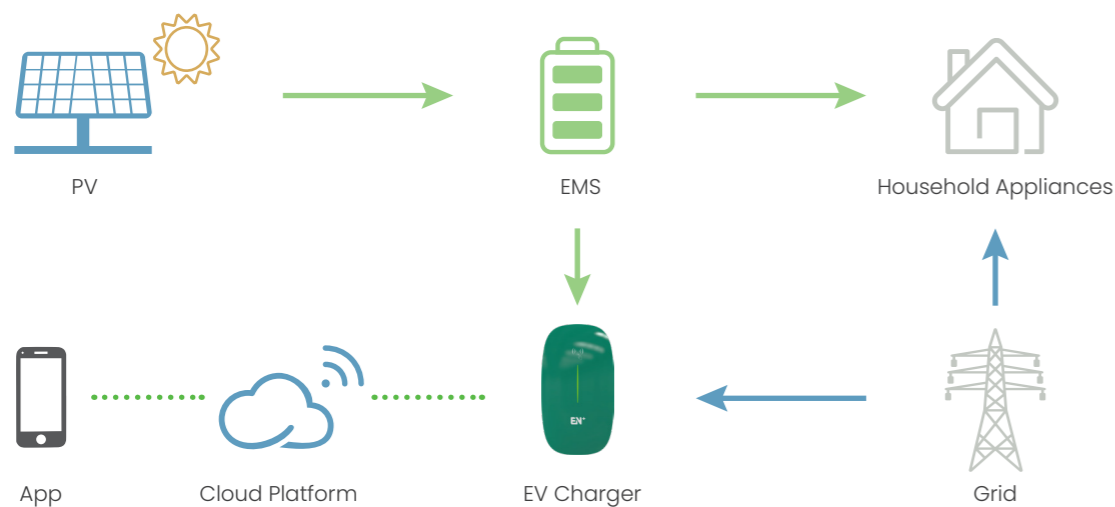 PV
EMS
Household Appliances
EN+
App
Cloud Platform
EV Charger
Grid